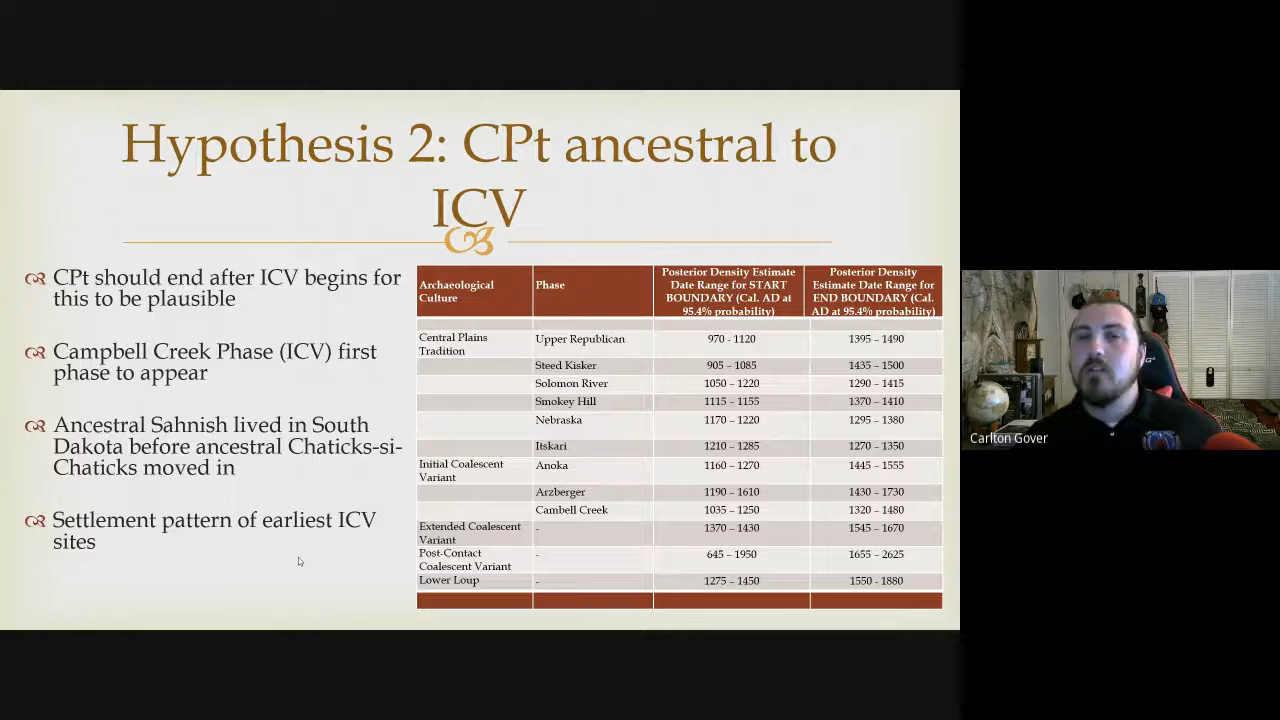 Hypothesis 2: CPt ancestral to
ICV
CPt should end after ICV begins for
this to be plausible
Campbell Creek Phase (ICV) first
phase to appear
Ancestral Sahnish lived in South
Dakota before ancestral Chaticks-si-
Chaticks moved in
Settlement pattern of earliest ICV
sites
Archaeological Culture Phase Posterior Density Estimate Date Range for START BOUNDARY (Cal. AD at 95.4% probability) Posterior Density Estimate Date Range for END BOUNDARY (Cal. AD at 95.4% probability)
Central Plains Tradition Upper Republican 970 - 1120 1395 - 1490
Steed Kisker 905 – 1085 1435 – 1500
Solomon River 1050 – 1220 1290 – 1415
Smokey Hill 1115 – 1155 1370 – 1410
Nebraska 1170 – 1220 1295 – 1380
Itskari 1210 – 1285 1270 – 1350
Initial Coalescent Variant Anoka 1160 – 1270 1445 – 1555
Arzberger 1190 – 1610 1430 – 1730
Cambell Creek 1035 – 1250 1320 – 1480
Extended Coalescent Variant - 1370 – 1430 1545 – 1670
Post-Contact Coalescent Variant - 645 – 1950 1655 – 2625
Lower Loup - 1275 – 1450 1550 - 1880
Carlton Gover